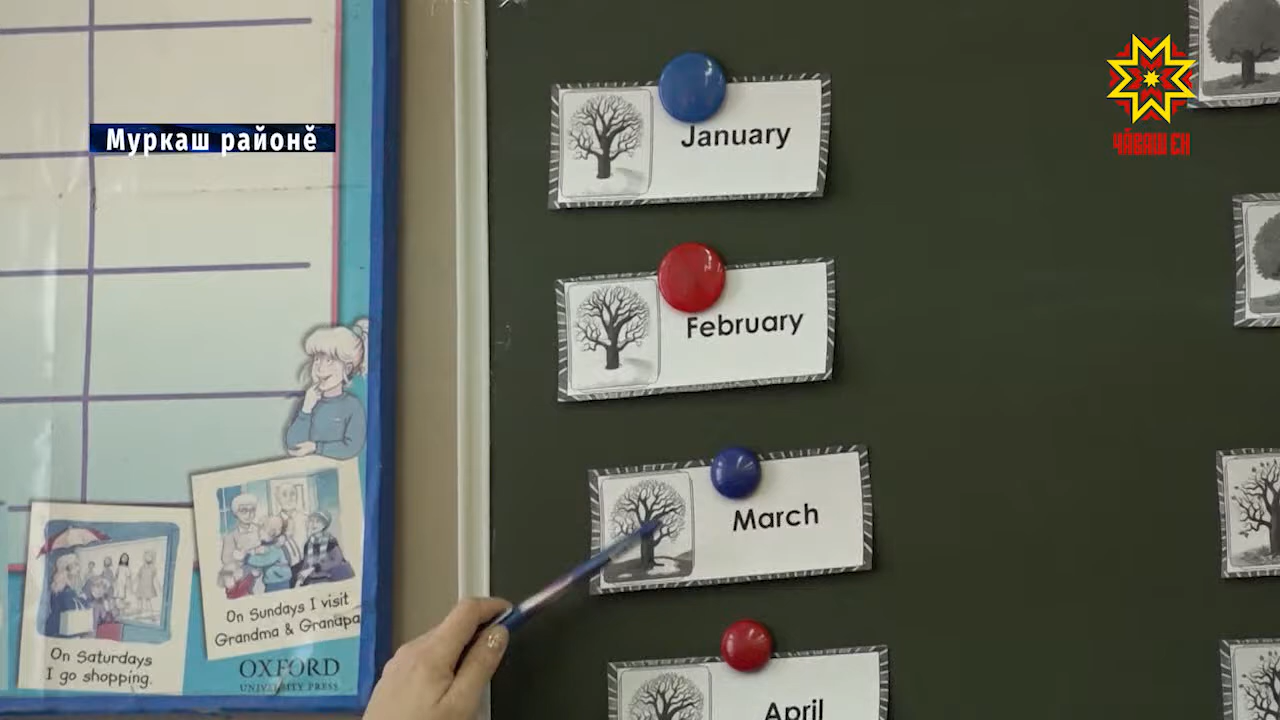 Муркаш районĕ
ЧĂВАШ ЕН
January
February
March
April
On Sundays I visit
Grandma & Grandpa
On Saturdays
I go shopping.
OXFORD
UNIVERSITY PRESS